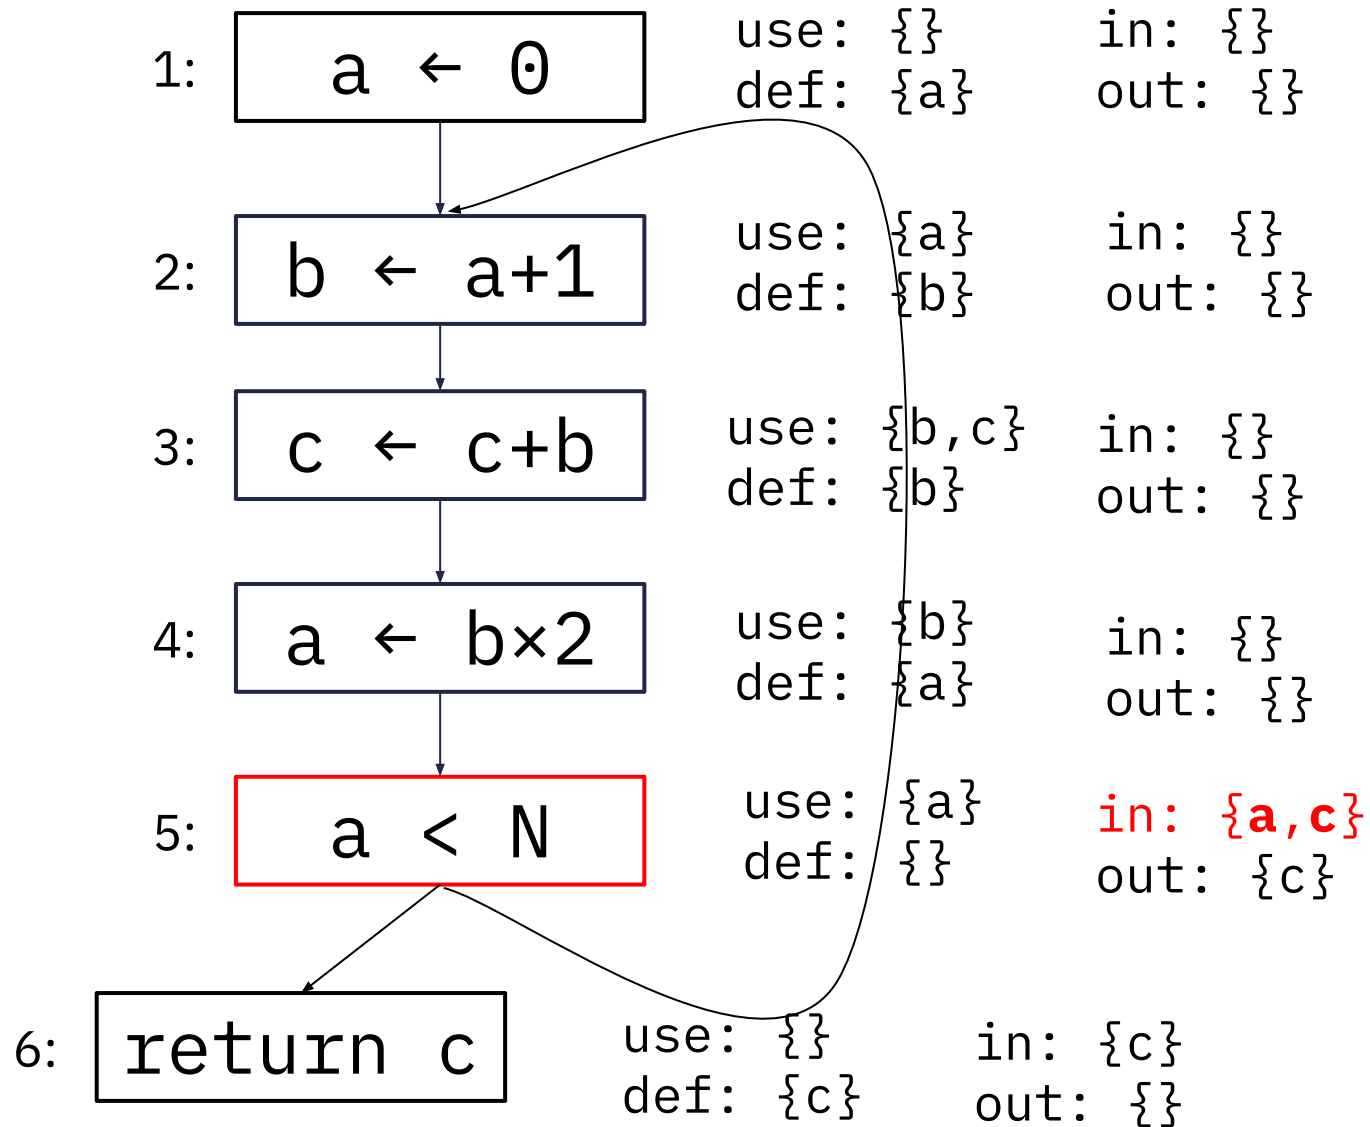 1:
a ← 0
use: {}
def: {a}
in: {}
out: {}
2:
b ← a+1
use: {a}
def: {b}
in: {}
out: {}
3:
c ← c+b
use: {b,c}
def: {b}
in: {}
out: {}
4:
a ← b×2
use: {b}
def: {a}
in: {}
out: {}
5:
a < N
use: {a}
def: {}
in: {a,c}
out: {c}
6:
return c
use: {}
def: {c}
in: {c}
out: {}